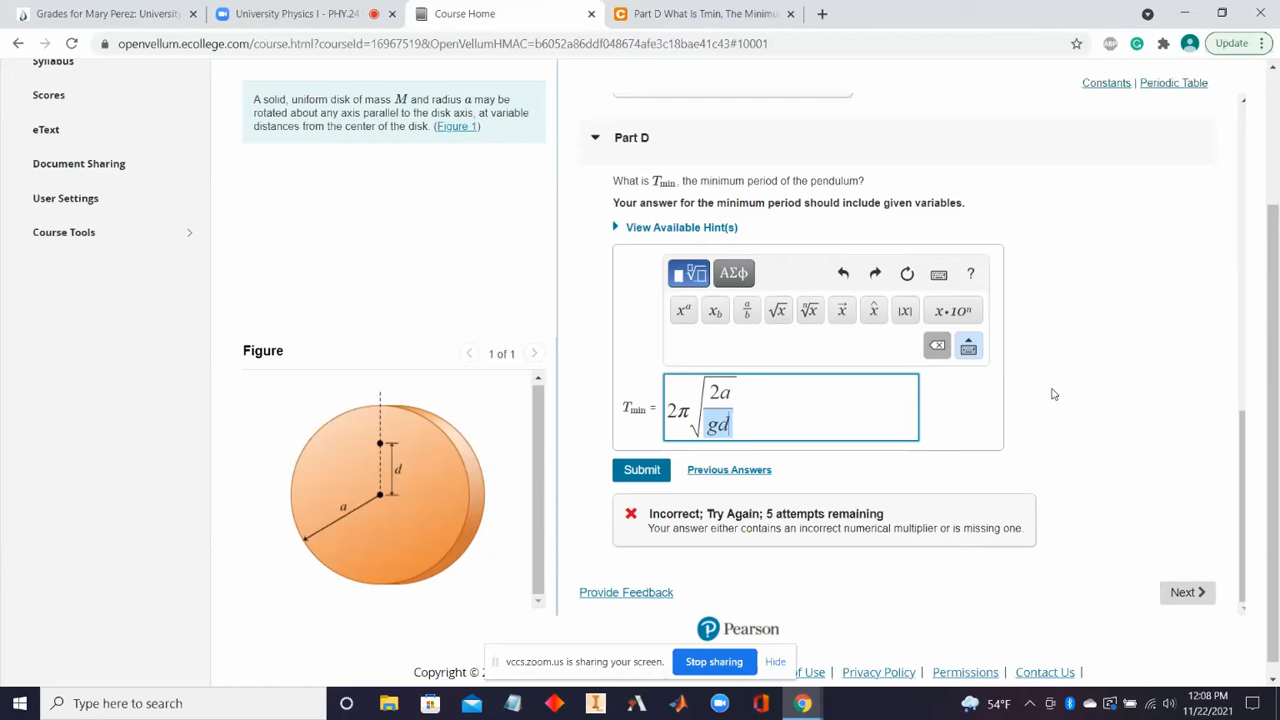 Grades for Mary Perez: University
University Physics I - PHY.24
Course Home
Part D What Is Tmin, The Minimu
openvellum.ecollege.com/course.html?courseId=16967519&OpenVellumHMAC=b6052a86ddf048674afe3c18bae41c43#10001
ABP
Update
Syllabus
Scores
eText
Document Sharing
User Settings
Course Tools
A solid, uniform disk of mass M and radius a may be
rotated about any axis parallel to the disk axis, at variable
distances from the center of the disk. (Figure 1)
Figure
1 of 1
d
a
Constants | Periodic Table
Part D
What is Tmin, the minimum period of the pendulum?
Your answer for the minimum period should include given variables.
View Available Hint(s)
ΑΣφ
?
xᵃ
x_b
a/b
√x
ⁿ√x
x⃗
x̂
|x|
x•10ⁿ
Tmin = 2π√(2a/gd)
Submit
Previous Answers
Incorrect; Try Again; 5 attempts remaining
Your answer either contains an incorrect numerical multiplier or is missing one.
Provide Feedback
Next
P Pearson
vccs.zoom.us is sharing your screen.
Stop sharing
Hide
Copyright ©
of Use | Privacy Policy | Permissions | Contact Us |
Type here to search
54°F
12:08 PM
11/22/2021